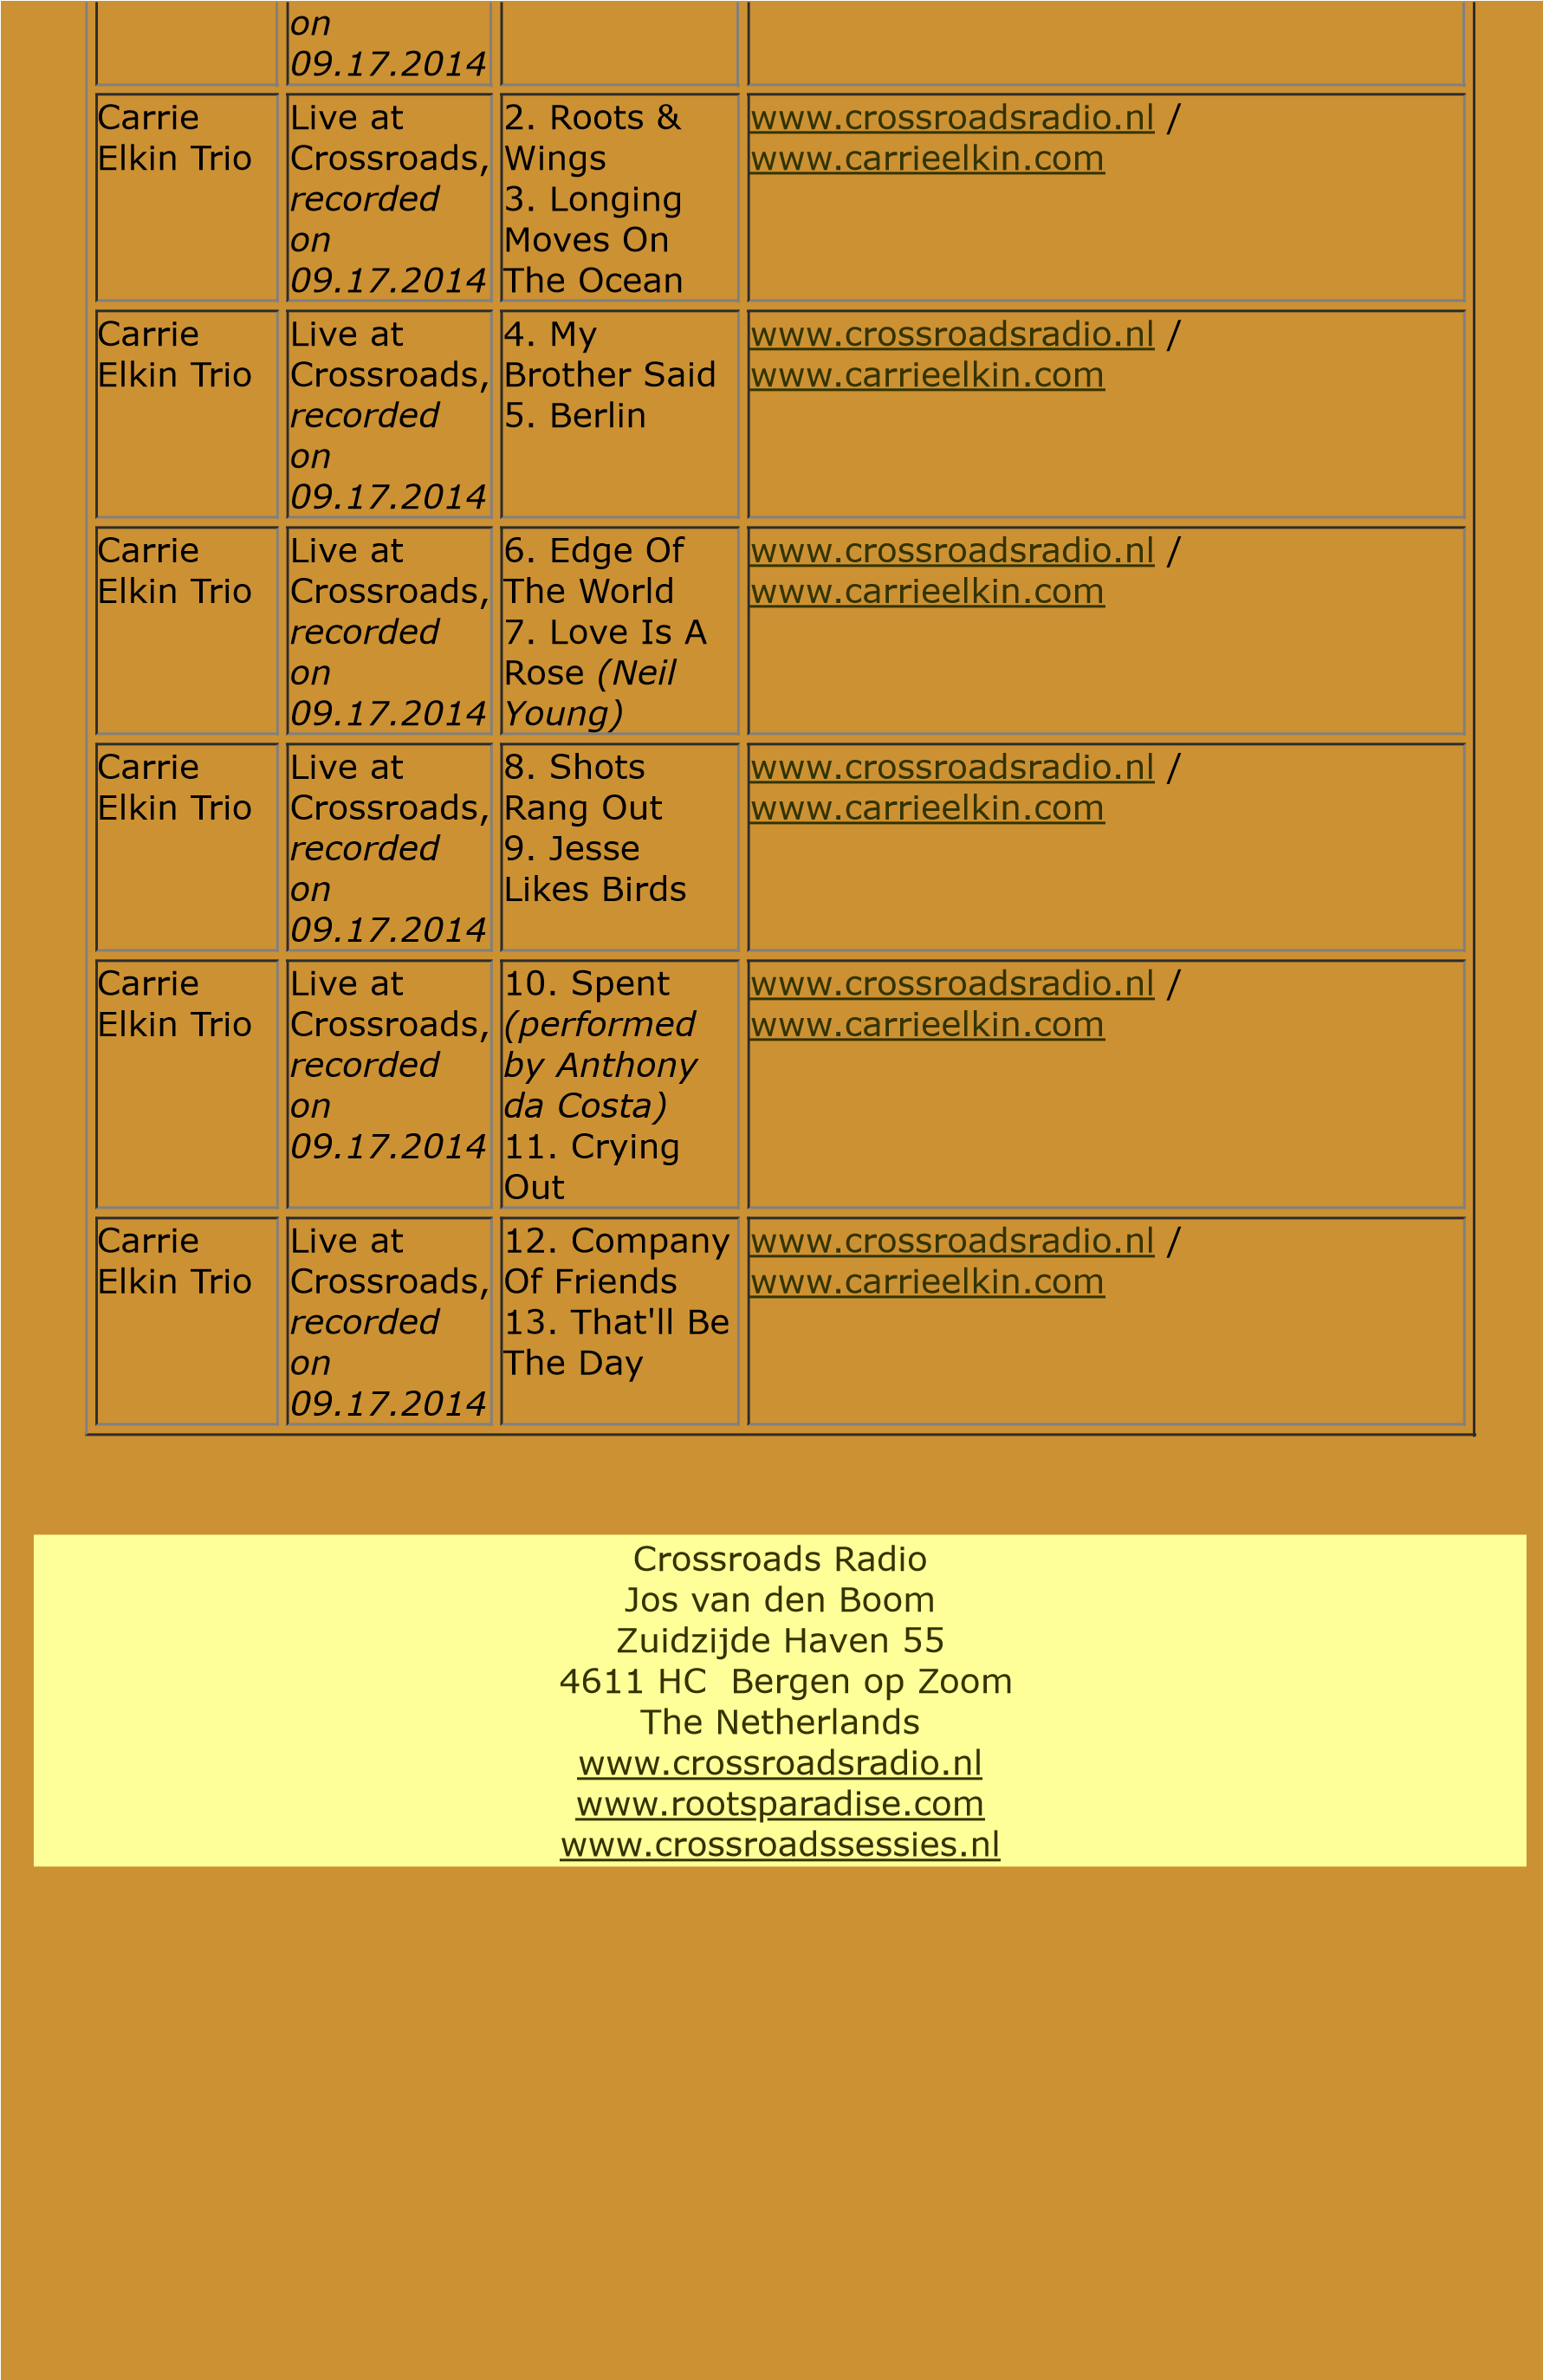 on
09.17.2014
Carrie
Elkin Trio
Live at
Crossroads,
recorded
on
09.17.2014
2. Roots &
Wings
3. Longing
Moves On
The Ocean
www.crossroadsradio.nl /
www.carrieelkin.com
Carrie
Elkin Trio
Live at
Crossroads,
recorded
on
09.17.2014
4. My
Brother Said
5. Berlin
www.crossroadsradio.nl /
www.carrieelkin.com
Carrie
Elkin Trio
Live at
Crossroads,
recorded
on
09.17.2014
6. Edge Of
The World
7. Love Is A
Rose (Neil
Young)
www.crossroadsradio.nl /
www.carrieelkin.com
Carrie
Elkin Trio
Live at
Crossroads,
recorded
on
09.17.2014
8. Shots
Rang Out
9. Jesse
Likes Birds
www.crossroadsradio.nl /
www.carrieelkin.com
Carrie
Elkin Trio
Live at
Crossroads,
recorded
on
09.17.2014
10. Spent
(performed
by Anthony
da Costa)
11. Crying
Out
www.crossroadsradio.nl /
www.carrieelkin.com
Carrie
Elkin Trio
Live at
Crossroads,
recorded
on
09.17.2014
12. Company
Of Friends
13. That'll Be
The Day
www.crossroadsradio.nl /
www.carrieelkin.com
Crossroads Radio
Jos van den Boom
Zuidzijde Haven 55
4611 HC  Bergen op Zoom
The Netherlands
www.crossroadsradio.nl
www.rootsparadise.com
www.crossroadssessies.nl